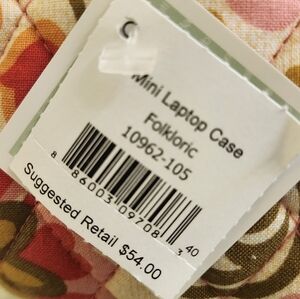 Mini Laptop Case
Folkloric
10962-105
40
8 86003 09708 3
Suggested Retail $54.00